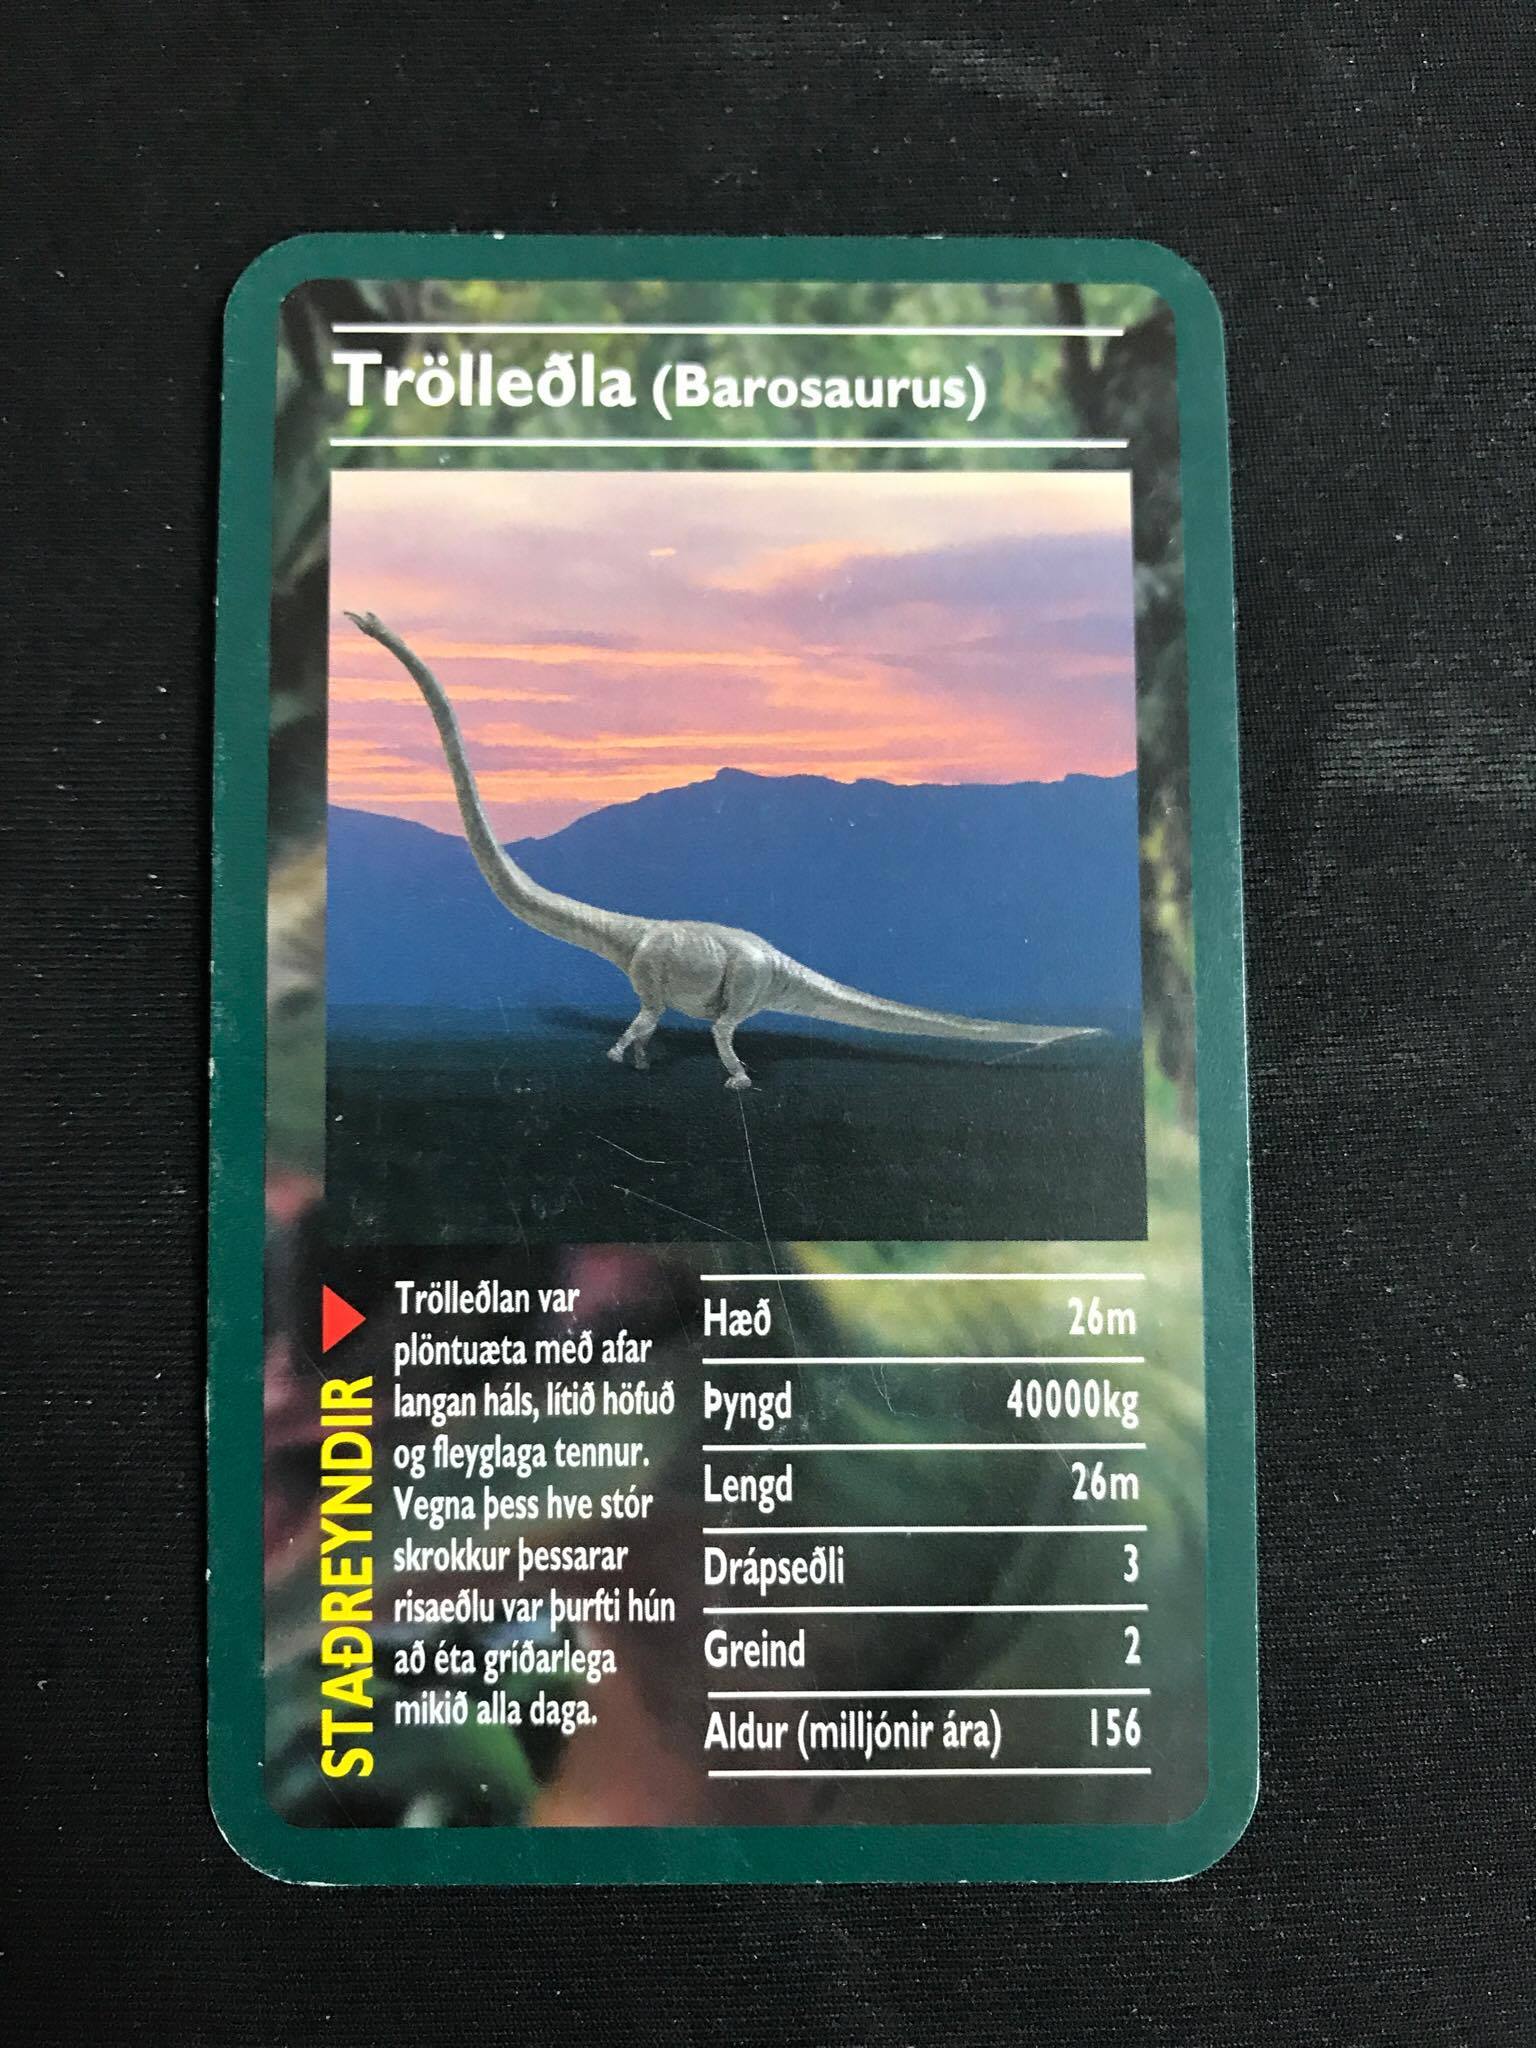 Trölleðla (Barosaurus)
STAÐREYNDIR
Trölleðlan var
plöntuæta með afar
langan háls, lítið höfuð
og fleyglaga tennur.
Vegna þess hve stór
skrokkur þessarar
risaeðlu var þurfti hún
að éta gríðarlega
mikið alla daga.
Hæð 26m
Þyngd 40000kg
Lengd 26m
Drápseðli 3
Greind 2
Aldur (milljónir ára) 156